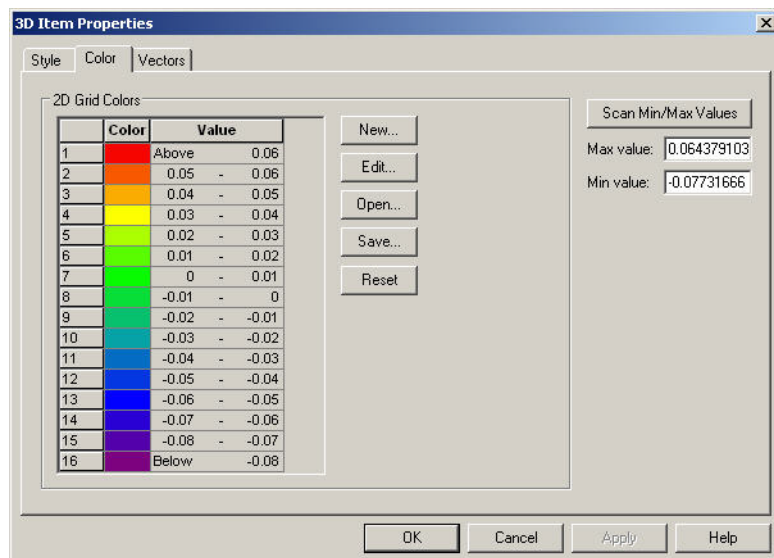 3D Item Properties
Style Color Vectors
2D Grid Colors
Color Value
1 Above 0.06
2 0.05 - 0.06
3 0.04 - 0.05
4 0.03 - 0.04
5 0.02 - 0.03
6 0.01 - 0.02
7 0 - 0.01
8 -0.01 - 0
9 -0.02 - -0.01
10 -0.03 - -0.02
11 -0.04 - -0.03
12 -0.05 - -0.04
13 -0.06 - -0.05
14 -0.07 - -0.06
15 -0.08 - -0.07
16 Below -0.08
New...
Edit...
Open...
Save...
Reset
Scan Min/Max Values
Max value: 0.064379103
Min value: -0.07731666
OK Cancel Apply Help